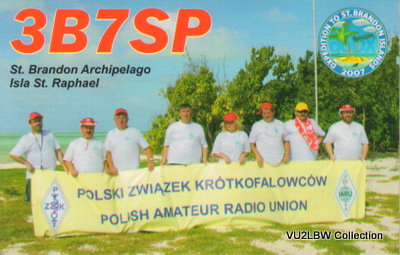 3B7SP
St. Brandon Archipelago
Isla St. Raphael
EXPEDITION TO ST. BRANDON ISLANDS
2007
POLSKI ZWIĄZEK KRÓTKOFALOWCÓW
POLISH AMATEUR RADIO UNION
IARU
VU2LBW Collection